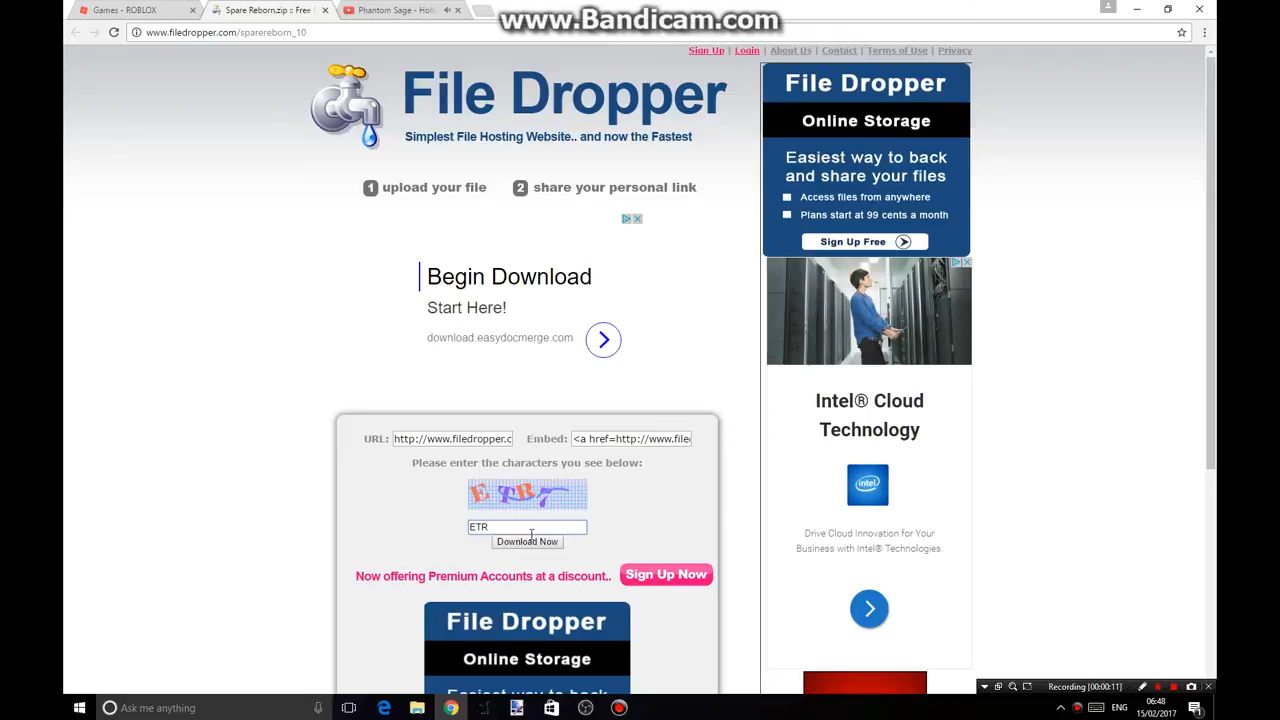 www.Bandicam.com
Games - ROBLOX
Spare Reborn.zip :: Free
Phantom Sage - Holl
www.filedropper.com/sparereborn_10
Sign Up | Login | About Us | Contact | Terms of Use | Privacy
File Dropper
Simplest File Hosting Website.. and now the Fastest
1 upload your file
2 share your personal link
File Dropper
Online Storage
Easiest way to back
and share your files
Access files from anywhere
Plans start at 99 cents a month
Sign Up Free
Begin Download
Start Here!
download.easydocmerge.com
Intel® Cloud
Technology
intel
Drive Cloud Innovation for Your
Business with Intel® Technologies.
URL: http://www.filedropper.c
Embed: <a href=http://www.file
Please enter the characters you see below:
ETR
Download Now
Now offering Premium Accounts at a discount..
Sign Up Now
File Dropper
Online Storage
Easiest way to back
Recording [00:00:11]
Ask me anything
ENG
06:48
15/02/2017